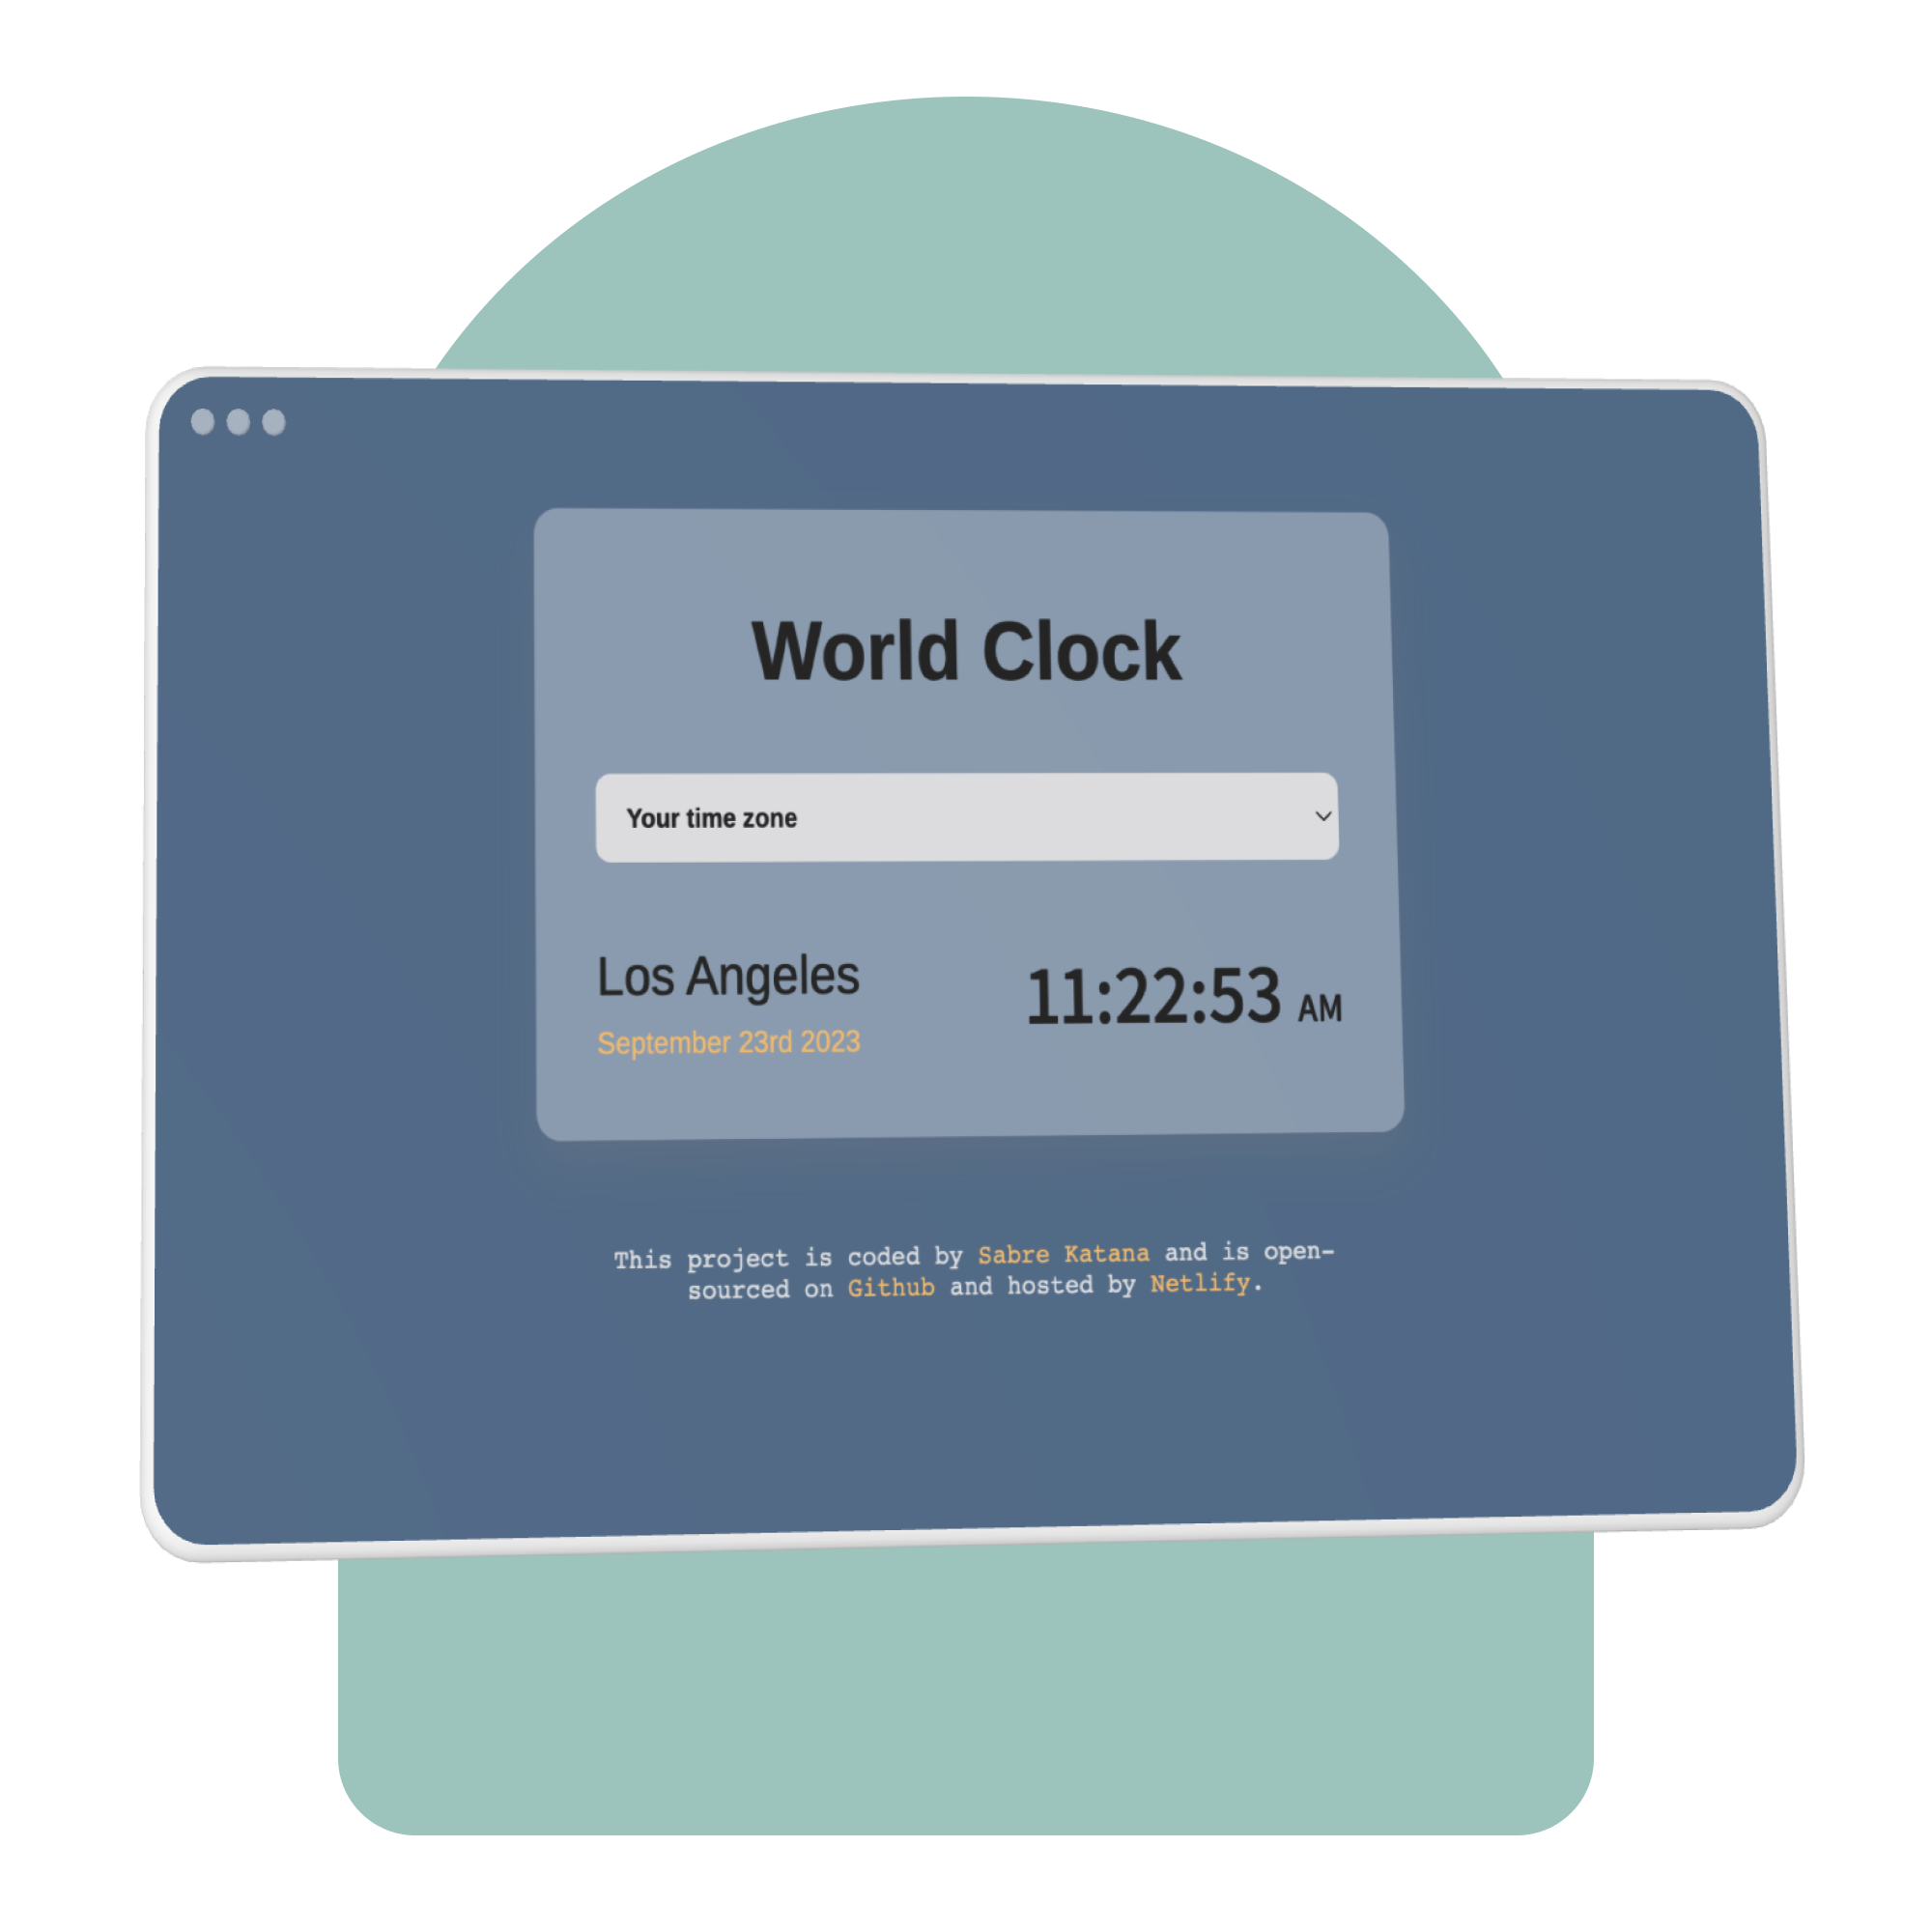 World Clock
Your time zone
Los Angeles
11:22:53 AM
September 23rd 2023
This project is coded by Sabre Katana and is open-
sourced on Github and hosted by Netlify.